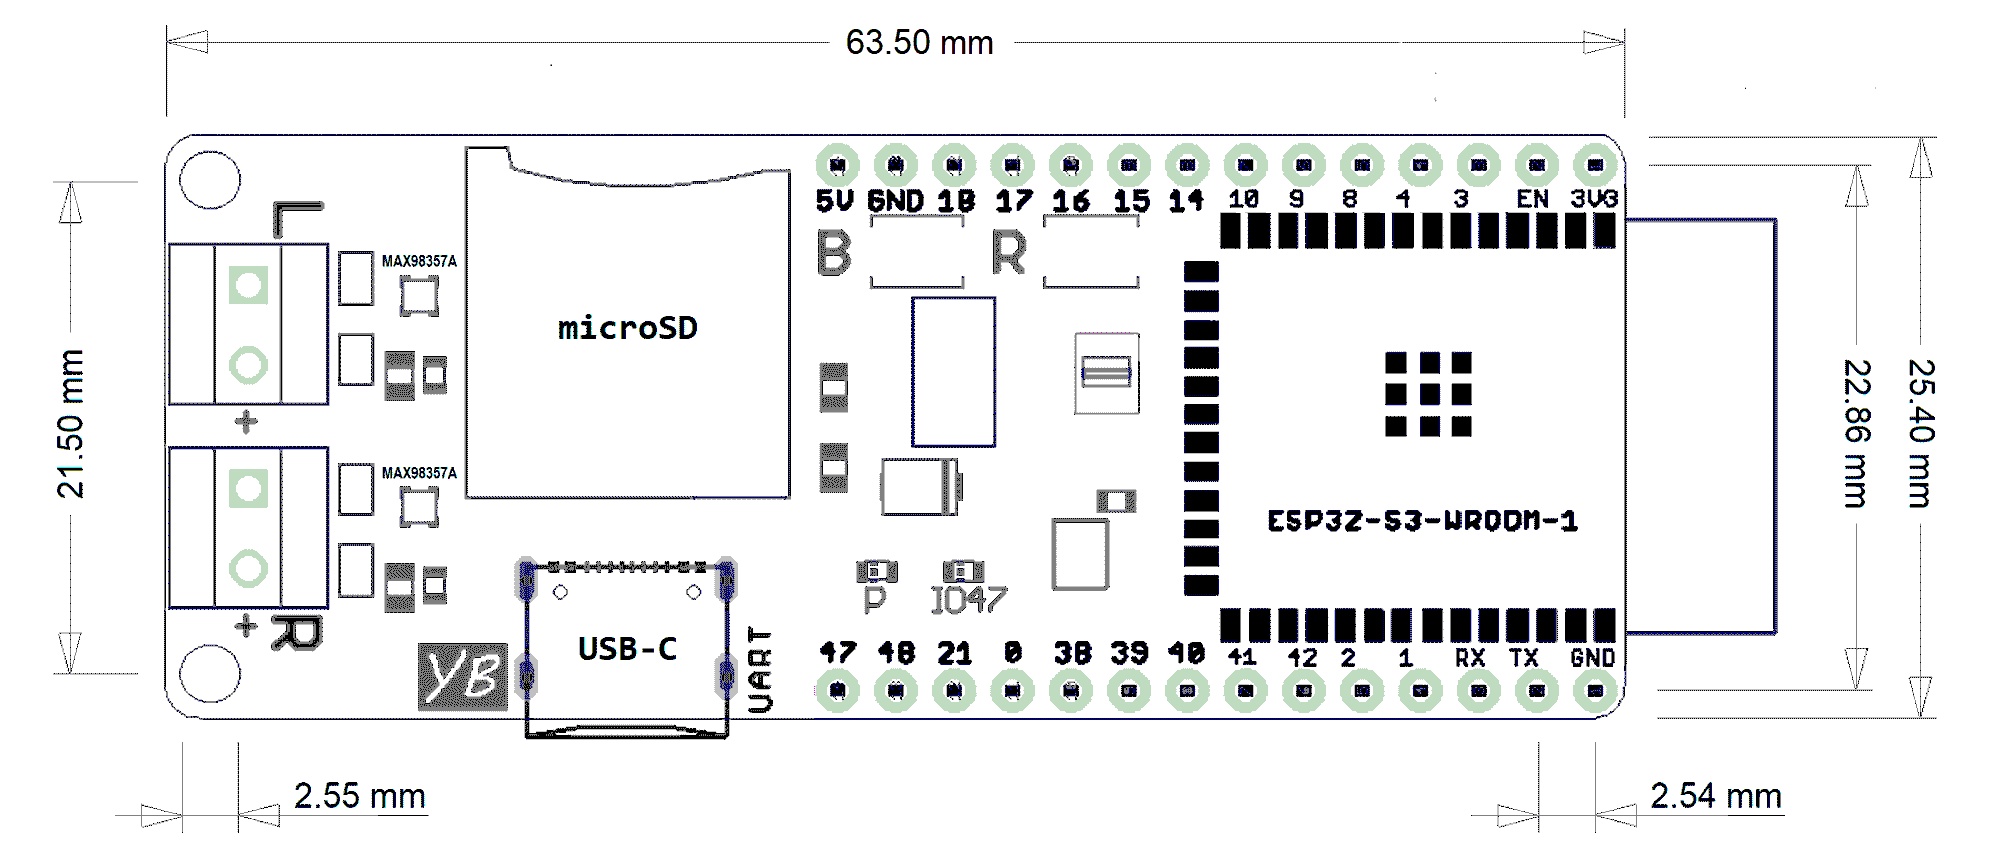 63.50 mm
5V GND 18 17 16 15 14 10 9 8 4 3 EN 3V3
L
B R
MAX98357A
microSD
21.50 mm
22.86 mm
25.40 mm
+
MAX98357A
ESP32-S3-WROOM-1
P IO47
+
R
YB
USB-C
UART
47 48 21 0 38 39 40 41 42 2 1 RX TX GND
2.55 mm
2.54 mm